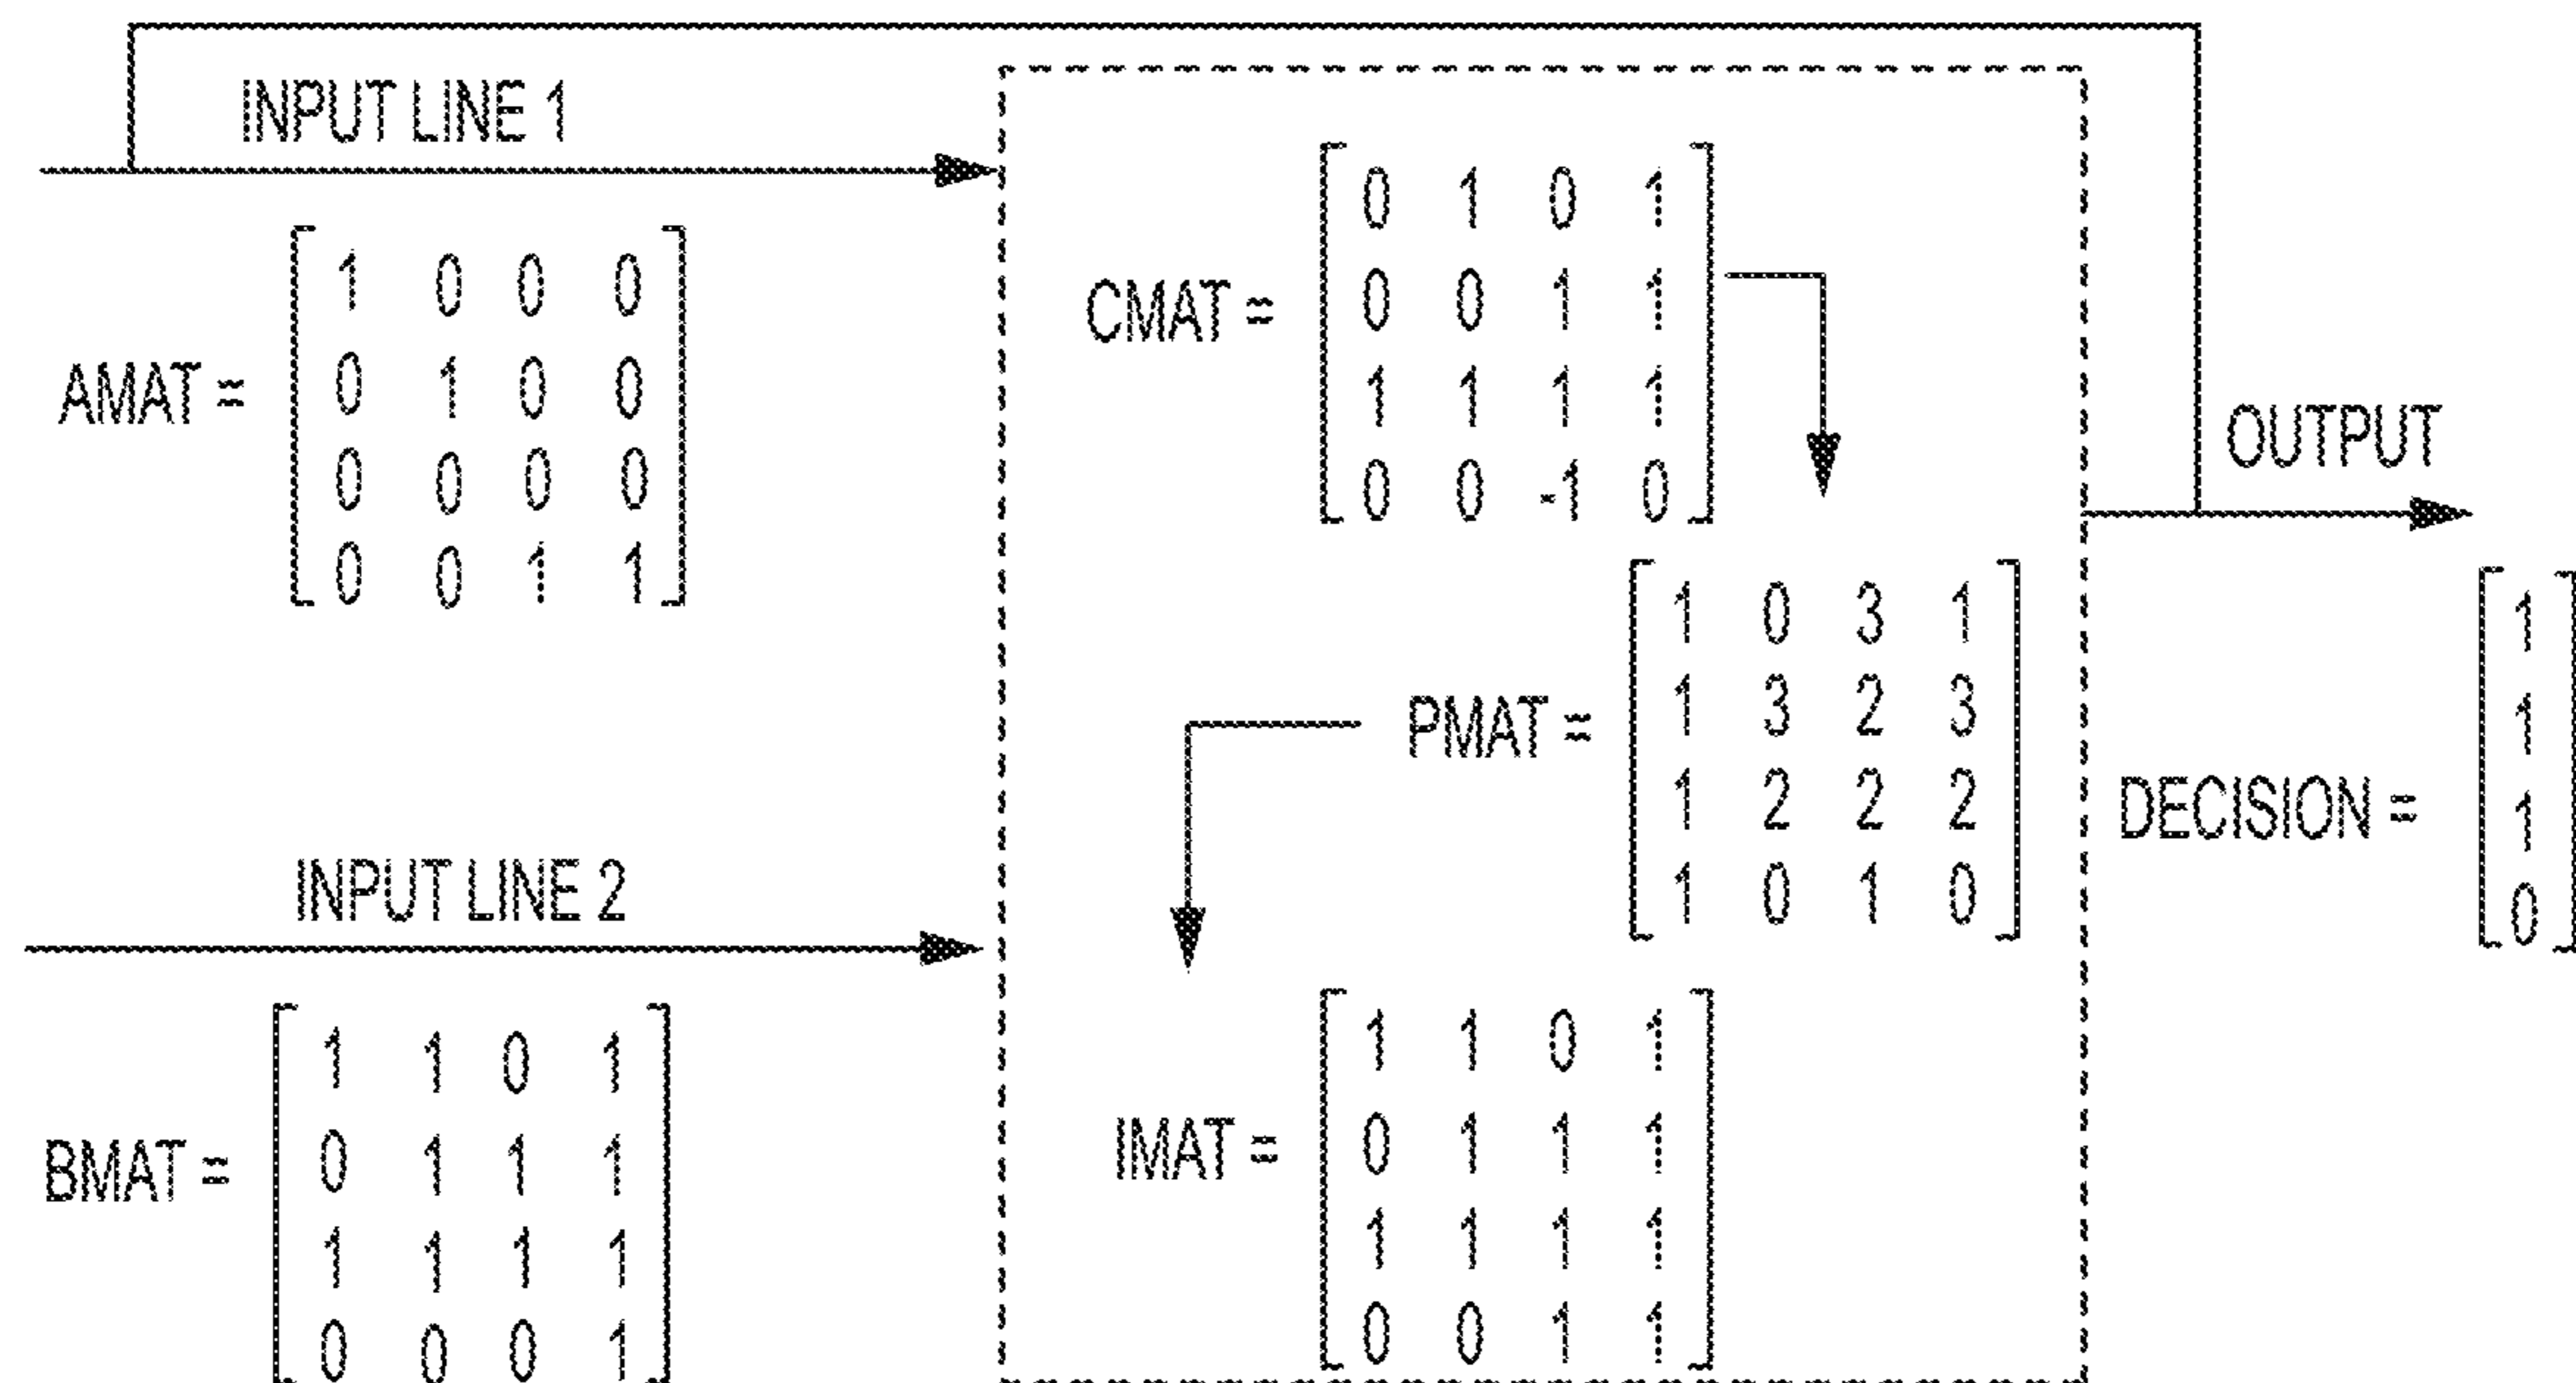 INPUT LINE 1
AMAT =
1 0 0 0
0 1 0 0
0 0 0 0
0 0 1 1
INPUT LINE 2
BMAT =
1 1 0 1
0 1 1 1
1 1 1 1
0 0 0 1
CMAT =
0 1 0 1
0 0 1 1
1 1 1 1
0 0 -1 0
PMAT =
1 0 3 1
1 3 2 3
1 2 2 2
1 0 1 0
IMAT =
1 1 0 1
0 1 1 1
1 1 1 1
0 0 1 1
OUTPUT
DECISION =
1
1
1
0